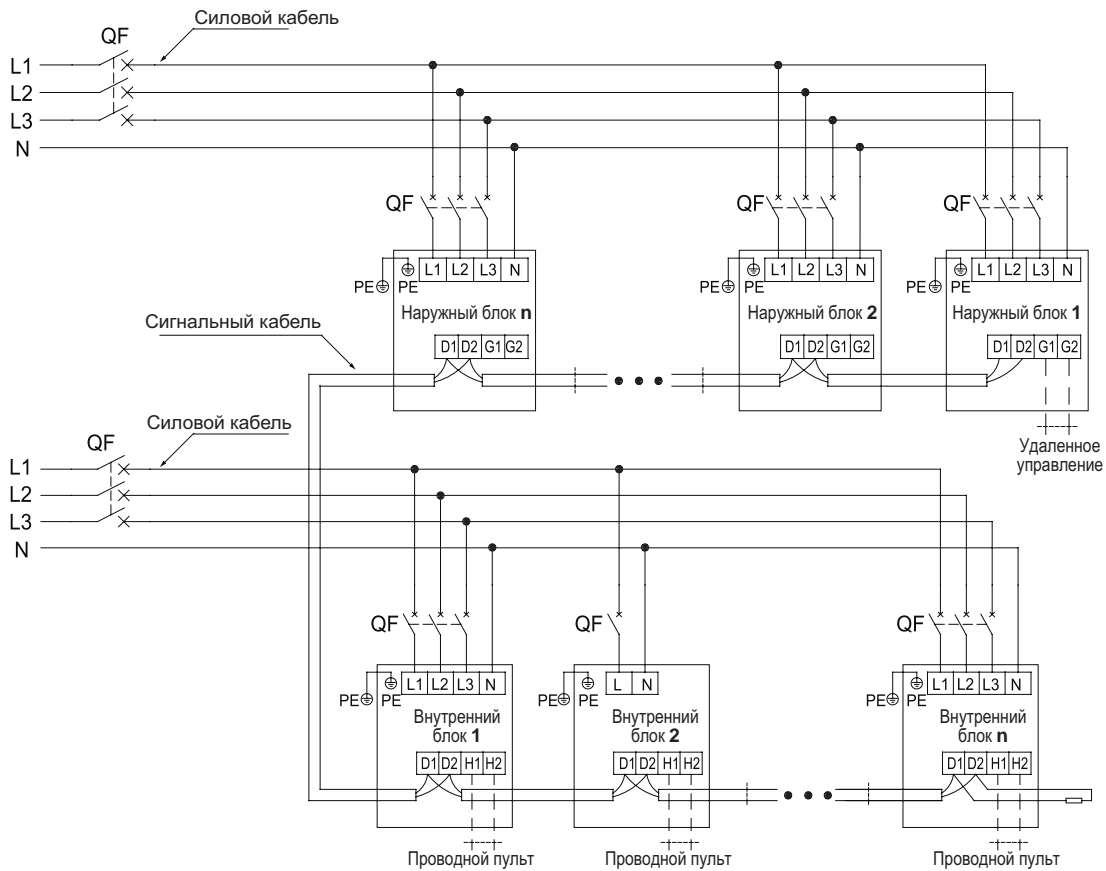 Силовой кабель
QF
L1
L2
L3
N
QF QF QF
PE PE L1 L2 L3 N PE PE L1 L2 L3 N PE PE L1 L2 L3 N
Наружный блок n Наружный блок 2 Наружный блок 1
Сигнальный кабель
D1 D2 G1 G2 D1 D2 G1 G2 D1 D2 G1 G2
Удаленное
управление
Силовой кабель
QF
L1
L2
L3
N
QF QF QF
PE PE L1 L2 L3 N PE PE L N PE PE L1 L2 L3 N
Внутренний Внутренний Внутренний
блок 1 блок 2 блок n
D1 D2 H1 H2 D1 D2 H1 H2 D1 D2 H1 H2
Проводной пульт Проводной пульт Проводной пульт